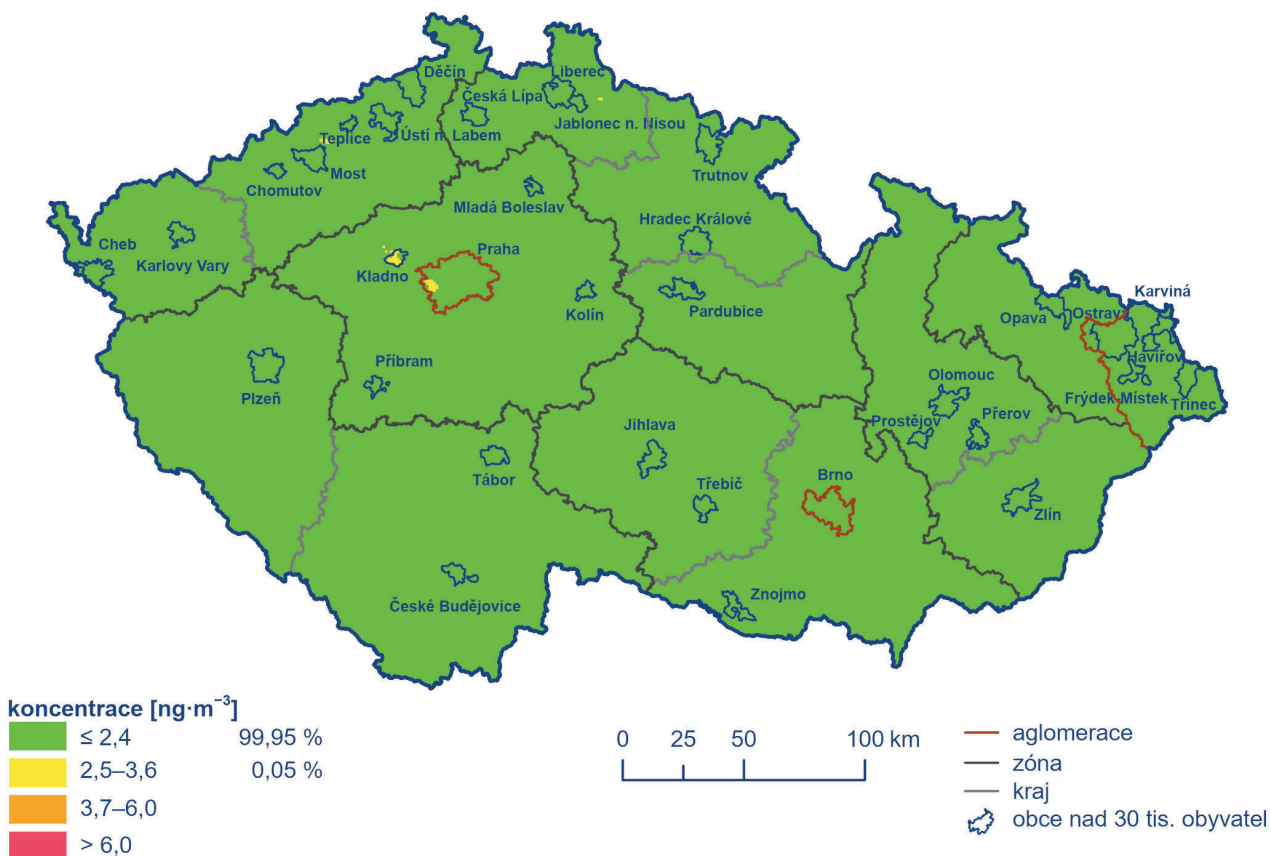 Děčín
Liberec
Česká Lípa
Teplice
Ústí n. Labem
Jablonec n. Nisou
Most
Chomutov
Trutnov
Mladá Boleslav
Hradec Králové
Cheb
Karlovy Vary
Kladno
Praha
Karviná
Kolín
Pardubice
Opava
Ostrava
Havířov
Příbram
Plzeň
Olomouc
Frýdek-Místek
Třinec
Prostějov
Přerov
Jihlava
Tábor
Třebíč
Brno
Zlín
Znojmo
České Budějovice
koncentrace [ng·m⁻³]
≤ 2,4 99,95 %
2,5–3,6 0,05 %
3,7–6,0
> 6,0
0 25 50 100 km
aglomerace
zóna
kraj
obce nad 30 tis. obyvatel